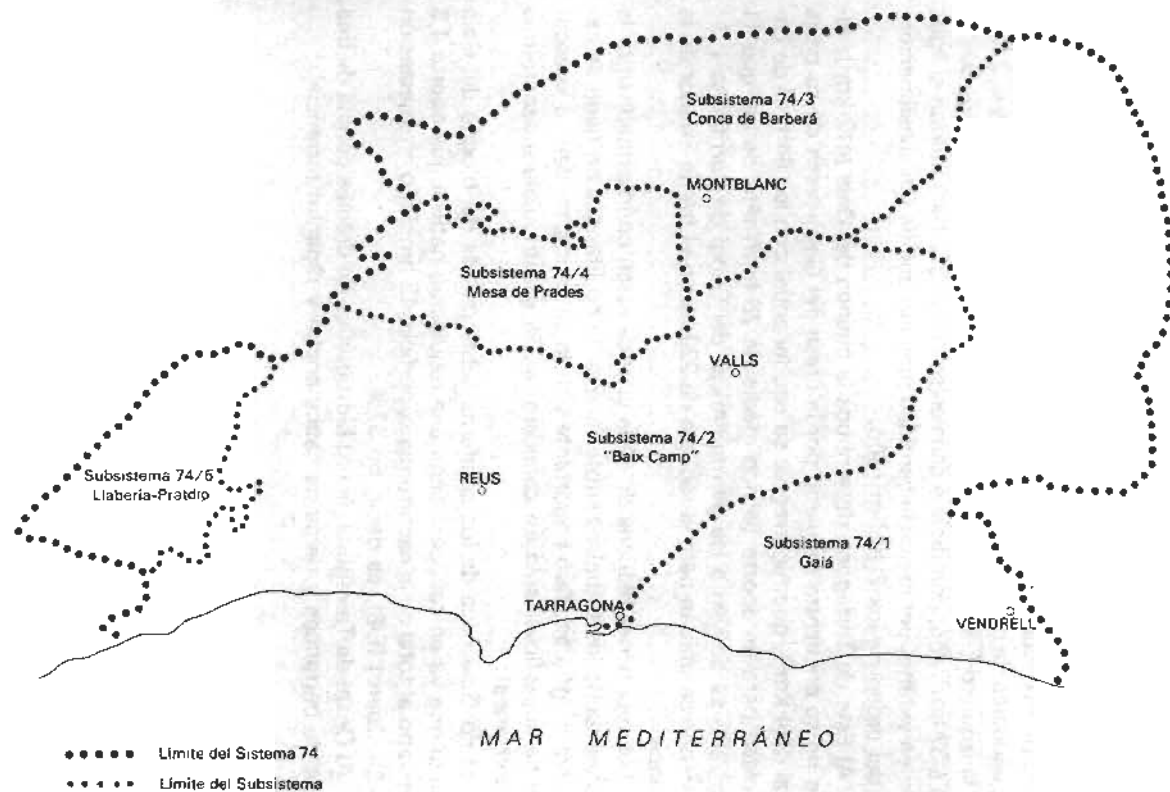 Subsistema 74/3
Conca de Barberá
MONTBLANC
Subsistema 74/4
Mesa de Prades
VALLS
Subsistema 74/2
"Baix Camp"
Subsistema 74/5
Llaberia-Pratdip
REUS
Subsistema 74/1
Gaiá
TARRAGONA
VENDRELL
MAR MEDITERRÁNEO
Límite del Sistema 74
Límite del Subsistema